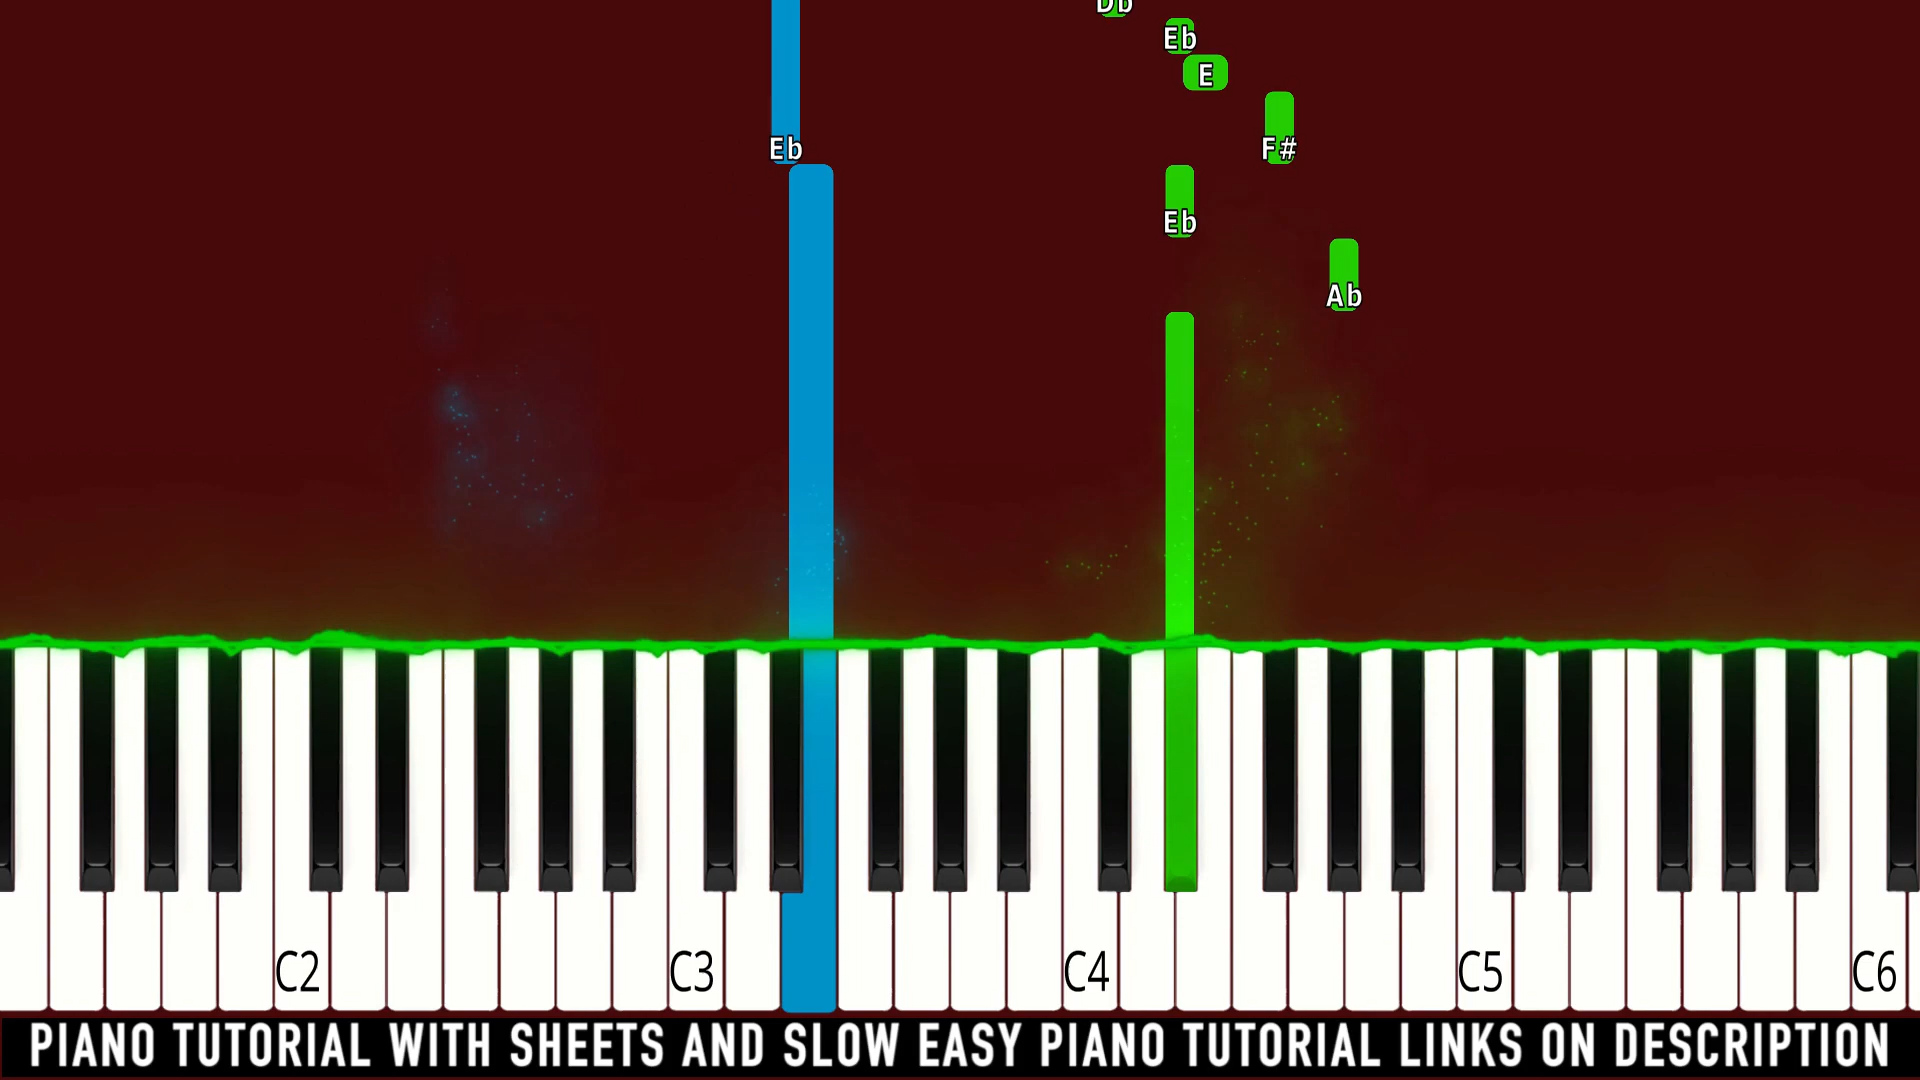 Db
Eb
E
Eb F#
Eb
Ab
C2 C3 C4 C5 C6
PIANO TUTORIAL WITH SHEETS AND SLOW EASY PIANO TUTORIAL LINKS ON DESCRIPTION